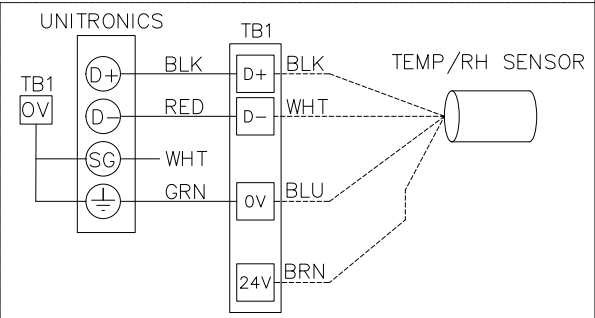 UNITRONICS
TB1
TEMP/RH SENSOR
TB1
0V
D+
BLK
D+
BLK
D-
RED
D-
WHT
SG
WHT
GRN
0V
BLU
24V
BRN